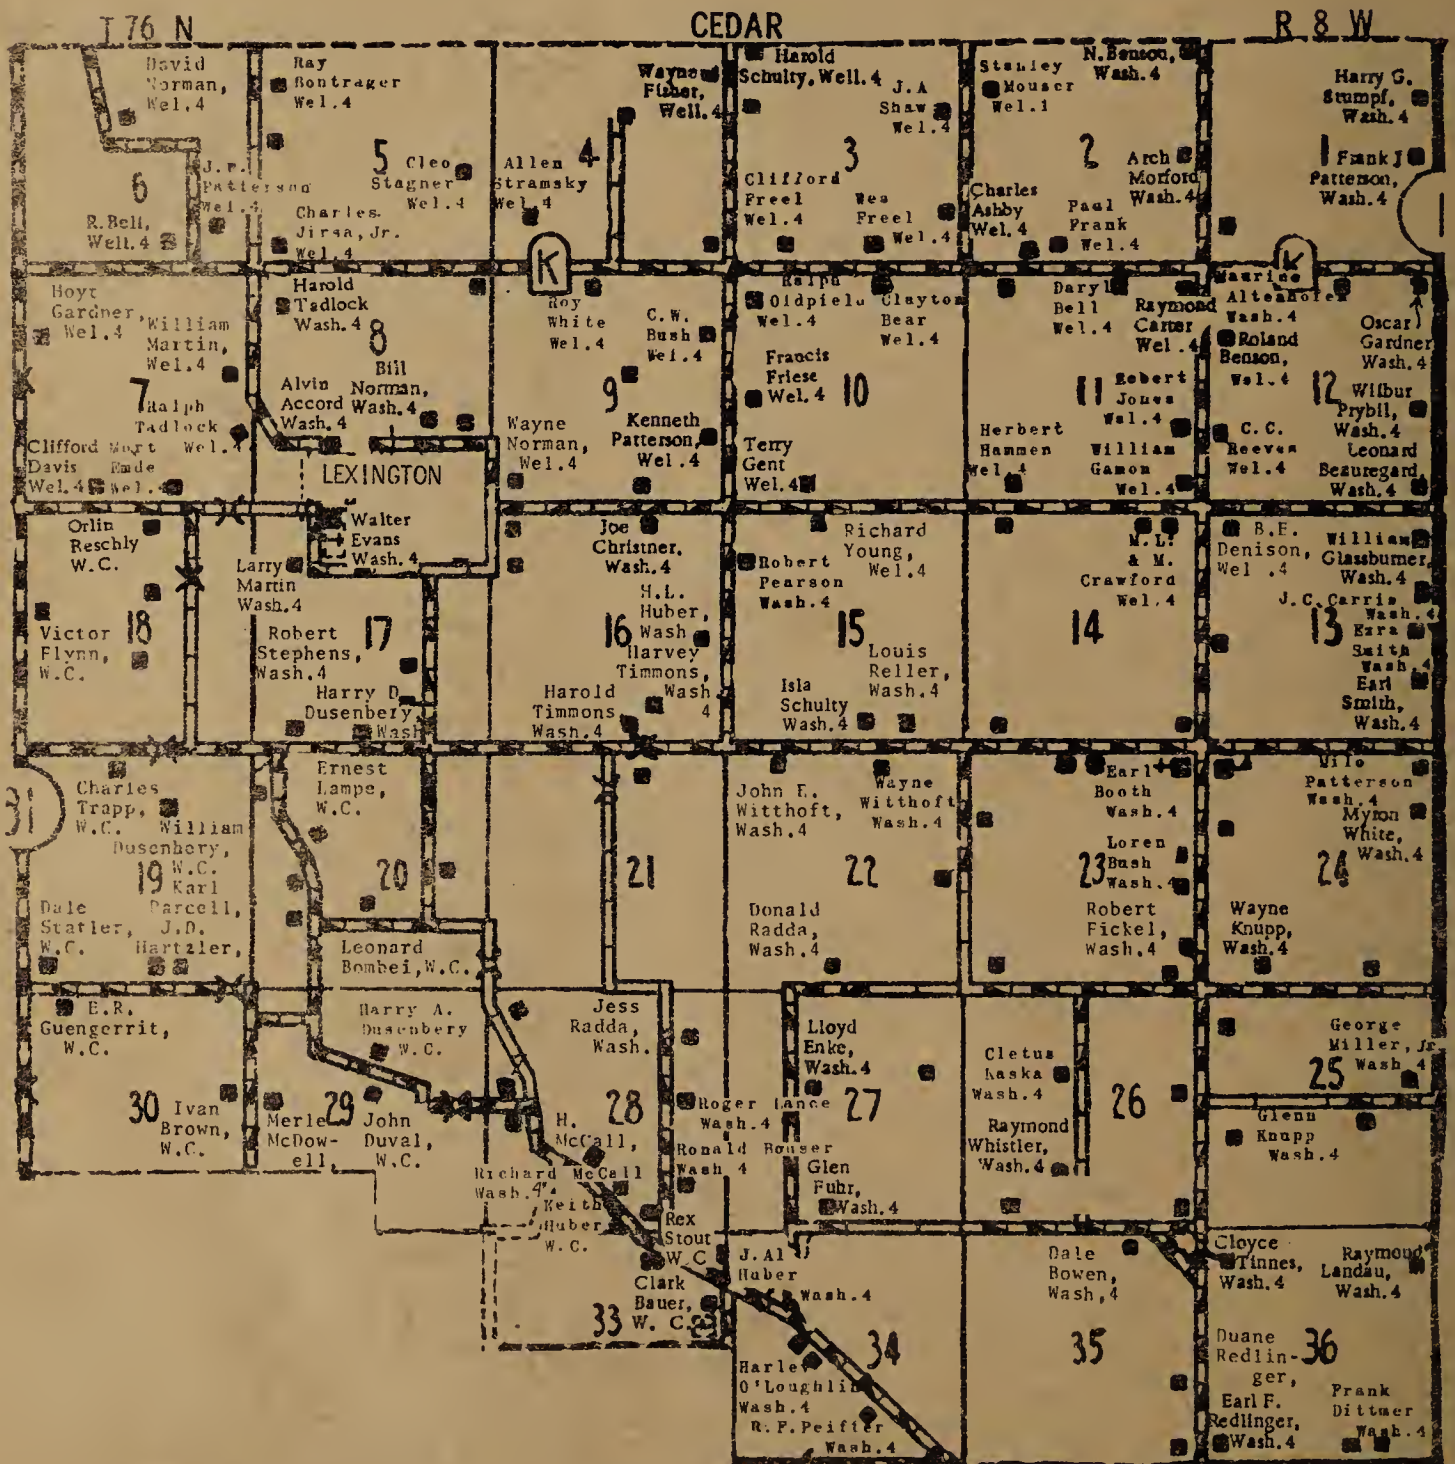 T 76 N
CEDAR
R 8 W
David
Norman,
Wel.4
6
J.P.
Patterson
Wel.4
R.Bell,
Well.4
Ray
Bontrager
Wel.4
5
Cleo
Stagner
Wel.4
Charles
Jirsa, Jr.
Wel.4
Wayne
Fisher,
Well.4
4
Allen
Stramsky
Wel.4
K
Harold
Schulty, Well.4
J.A
Shaw
Wel.4
3
Clifford
Freel
Wel.4
Wes
Freel
Wel.4
Stanley
Mouser
Wel.1
N.Benson,
Wash.4
2
Arch
Morford
Wash.4
Charles
Ashby
Wel.4
Paul
Frank
Wel.4
Harry G.
Stumpf,
Wash.4
1
Frank J
Patterson,
Wash.4
K
Hoyt
Gardner,
Wel.4
William
Martin,
Wel.4
7
Ralph
Tadlock
Wel.4
Clifford
Davis
Wel.4
Mort
Emde
Wel.4
Harold
Tadlock
Wash.4
8
Bill
Norman,
Wash.4
Alvin
Accord
Wash.4
LEXINGTON
Roy
White
Wel.4
C.W.
Bush
Wel.4
9
Wayne
Norman,
Wel.4
Kenneth
Patterson,
Wel.4
Ralph
Oldpield
Wel.4
Clayton
Bear
Wel.4
Francis
Friese
Wel.4
10
Terry
Gent
Wel.4
Daryl
Bell
Wel.4
Raymond
Carter
Wel.4
11
Robert
Jones
Wel.4
Herbert
Hammen
Wel.4
William
Gamon
Wel.4
Maurine
Altenhofen
Wash.4
Oscar
Gardner
Wash.4
Roland
Benson,
Wel.4
12
Wilbur
Prybil,
Wash.4
C.C.
Reeves
Wel.4
Leonard
Beauregard,
Wash.4
Orlin
Reschly
W.C.
18
Victor
Flynn,
W.C.
Walter
Evans
Wash.4
Larry
Martin
Wash.4
17
Robert
Stephens,
Wash.4
Harry D
Dusenbery,
Wash
Joe
Christner,
Wash.4
H.L.
Huber,
Wash
16
Harvey
Timmons,
Wash
4
Harold
Timmons
Wash.4
Richard
Young,
Wel.4
Robert
Pearson
Wash.4
15
Louis
Reller,
Wash.4
Isla
Schulty
Wash.4
M.L.
& M.
Crawford
Wel.4
14
B.E.
Denison,
Wel .4
William
Glassburner,
Wash.4
J.C.Carris
Wash.4
13
Ezra
Smith
Wash.4
Earl
Smith,
Wash.4
Charles
Trapp,
W.C.
William
Dusenbery,
W.C.
19
Karl
Parcell,
J.D.
Hartzler,
Dale
Statler,
W.C.
Ernest
Lampe,
W.C.
20
Leonard
Bombei,W.C.
21
John E.
Witthoft,
Wash.4
Wayne
Witthoft
Wash.4
22
Donald
Radda,
Wash.4
Earl
Booth
Wash.4
Loren
Bush
Wash.4
23
Robert
Fickel,
Wash.4
Milo
Patterson
Wash.4
Myron
White,
Wash.4
24
Wayne
Knupp,
Wash.4
E.R.
Guengerrit,
W.C.
30
Ivan
Brown,
W.C.
Harry A.
Dusenbery
W.C.
29
Merle
McDow-
ell,
John
Duval,
W.C.
Jess
Radda,
Wash.
28
H.
McCall,
Richard McCall
Wash.4
Keith
Huber
W.C.
Roger Lance
Wash.4
Ronald Bouser
Wash 4
Lloyd
Enke,
Wash.4
27
Glen
Fuhr,
Wash.4
Cletus
Kaska
Wash.4
26
Raymond
Whistler,
Wash.4
George
Miller, Jr
Wash.4
25
Glenn
Knupp
Wash.4
Rex
Stout
W C
Clark
Bauer,
W. C.
33
J.Al
Huber
Wash.4
34
Harley
O'Loughlin
Wash.4
R.F.Peiffer
Wash.4
Dale
Bowen,
Wash,4
35
Cloyce
Tinnes,
Wash.4
Raymong
Landau,
Wash.4
Duane
Redlin-
ger,
36
Earl F.
Redlinger,
Wash.4
Frank
Dittmer
Wash.4